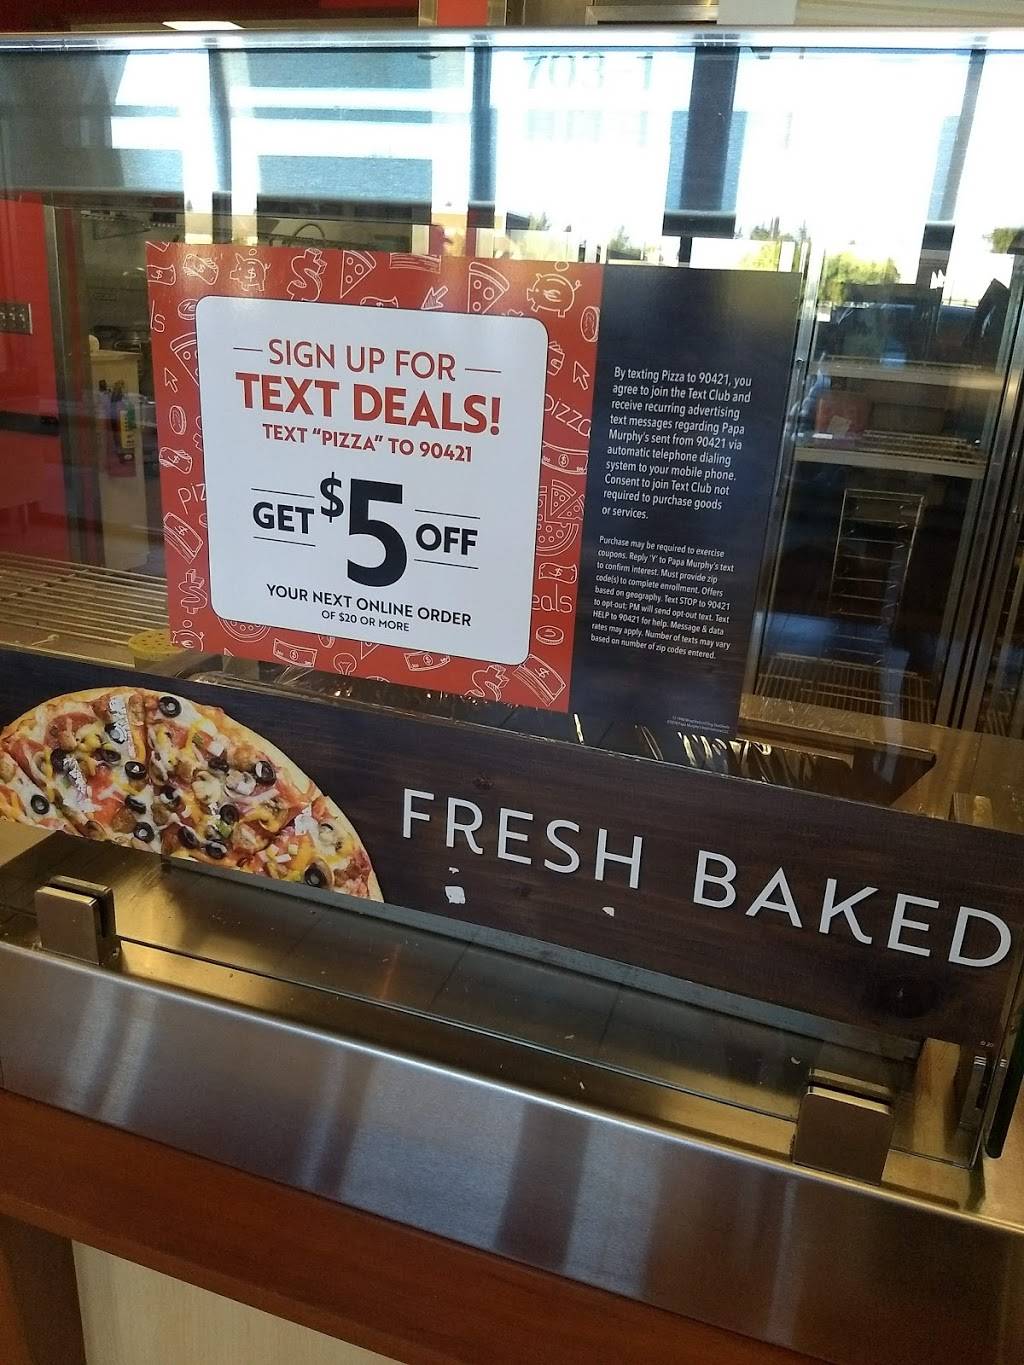 — SIGN UP FOR —
TEXT DEALS!
TEXT “PIZZA” TO 90421
GET $5 OFF
YOUR NEXT ONLINE ORDER
OF $20 OR MORE
pizza
piz
eals
By texting Pizza to 90421, you
agree to join the Text Club and
receive recurring advertising
text messages regarding Papa
Murphy's sent from 90421 via
automatic telephone dialing
system to your mobile phone.
Consent to join Text Club not
required to purchase goods
or services.
Purchase may be required to exercise
coupons. Reply 'Y' to Papa Murphy's text
to confirm interest. Must provide zip
code(s) to complete enrollment. Offers
based on geography. Text STOP to 90421
to opt-out; PM will send opt out text. Text
HELP to 90421 for help. Message & data
rates may apply. Number of texts may vary
based on number of zip codes entered.
FRESH BAKED